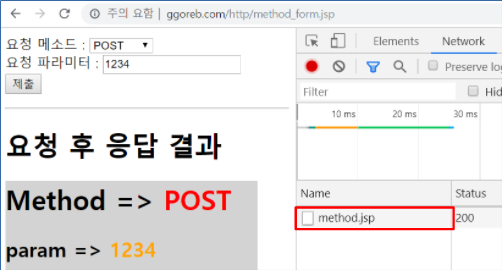 주의 요함 | ggoreb.com/http/method_form.jsp
요청 메소드 : POST
요청 파라미터 : 1234
제출
요청 후 응답 결과
Method => POST
param => 1234
Elements Network
Preserve log
Filter Hid
10 ms 20 ms 30 ms
Name Status
method.jsp 200